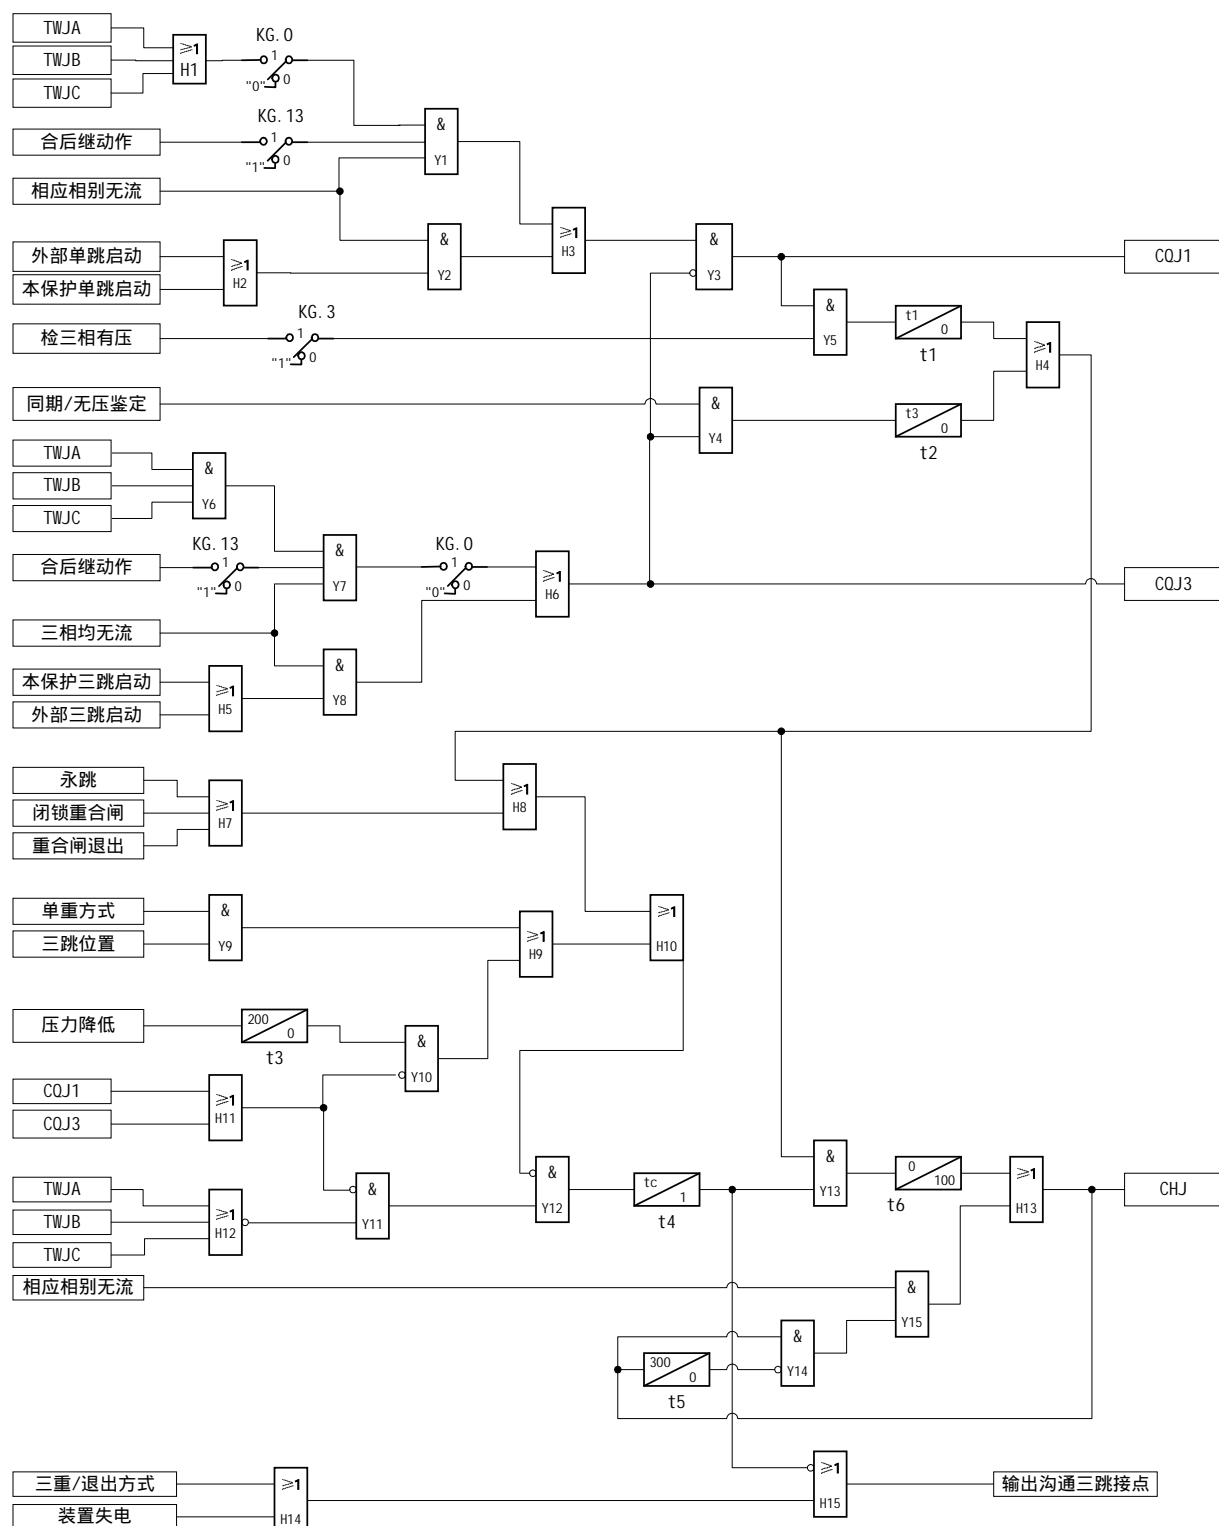 TWJA
TWJB
TWJC
≥1
H1
KG.0
1
0
"0"
合后继动作
KG.13
1
0
"1"
&
Y1
相应相别无流
外部单跳启动
本保护单跳启动
≥1
H2
&
Y2
≥1
H3
&
Y3
CQJ1
检三相有压
KG.3
1
0
"1"
&
Y5
t1
0
t1
≥1
H4
同期/无压鉴定
&
Y4
t3
0
t2
TWJA
TWJB
TWJC
&
Y6
合后继动作
KG.13
1
0
"1"
&
Y7
KG.0
1
0
"0"
≥1
H6
CQJ3
三相均无流
本保护三跳启动
外部三跳启动
≥1
H5
&
Y8
永跳
闭锁重合闸
重合闸退出
≥1
H7
≥1
H8
单重方式
三跳位置
&
Y9
≥1
H9
≥1
H10
压力降低
200
0
t3
&
Y10
CQJ1
CQJ3
≥1
H11
TWJA
TWJB
TWJC
≥1
H12
&
Y11
&
Y12
tc
1
t4
&
Y13
0
100
t6
≥1
H13
CHJ
相应相别无流
&
Y15
300
0
t5
&
Y14
三重/退出方式
装置失电
≥1
H14
≥1
H15
输出沟通三跳接点